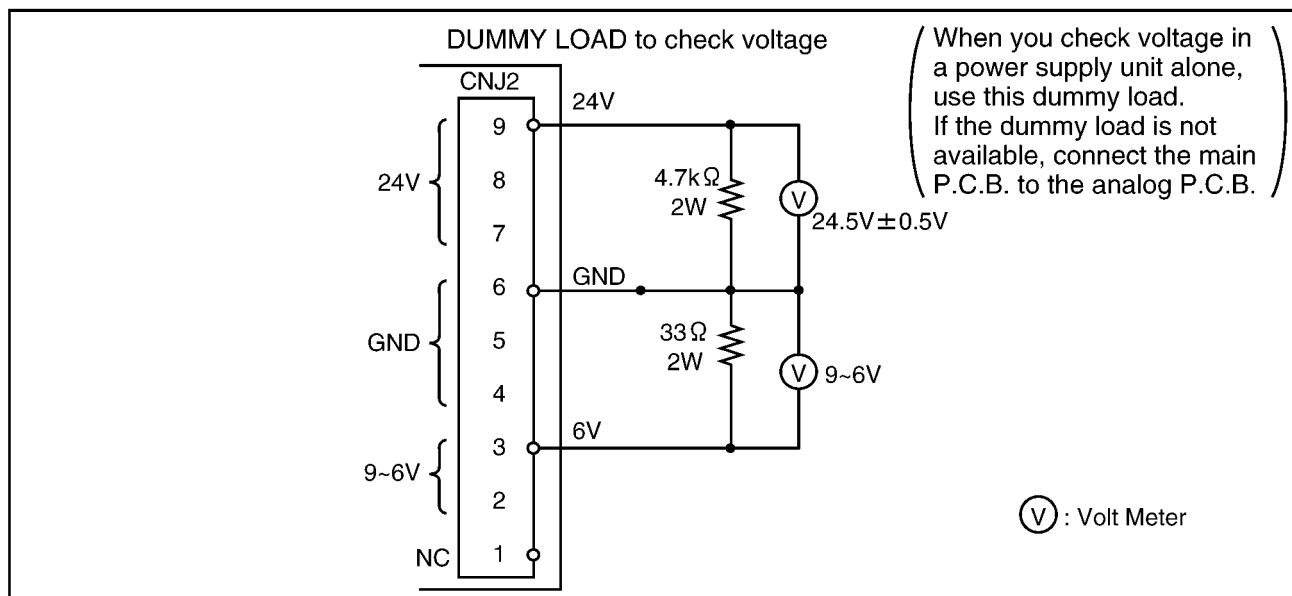 DUMMY LOAD to check voltage
When you check voltage in
a power supply unit alone,
use this dummy load.
If the dummy load is not
available, connect the main
P.C.B. to the analog P.C.B.
CNJ2
24V
9
8
7
24V
4.7kΩ
2W
V
24.5V±0.5V
6
GND
5
4
GND
33Ω
2W
V
9~6V
3
6V
2
9~6V
NC
1
V : Volt Meter